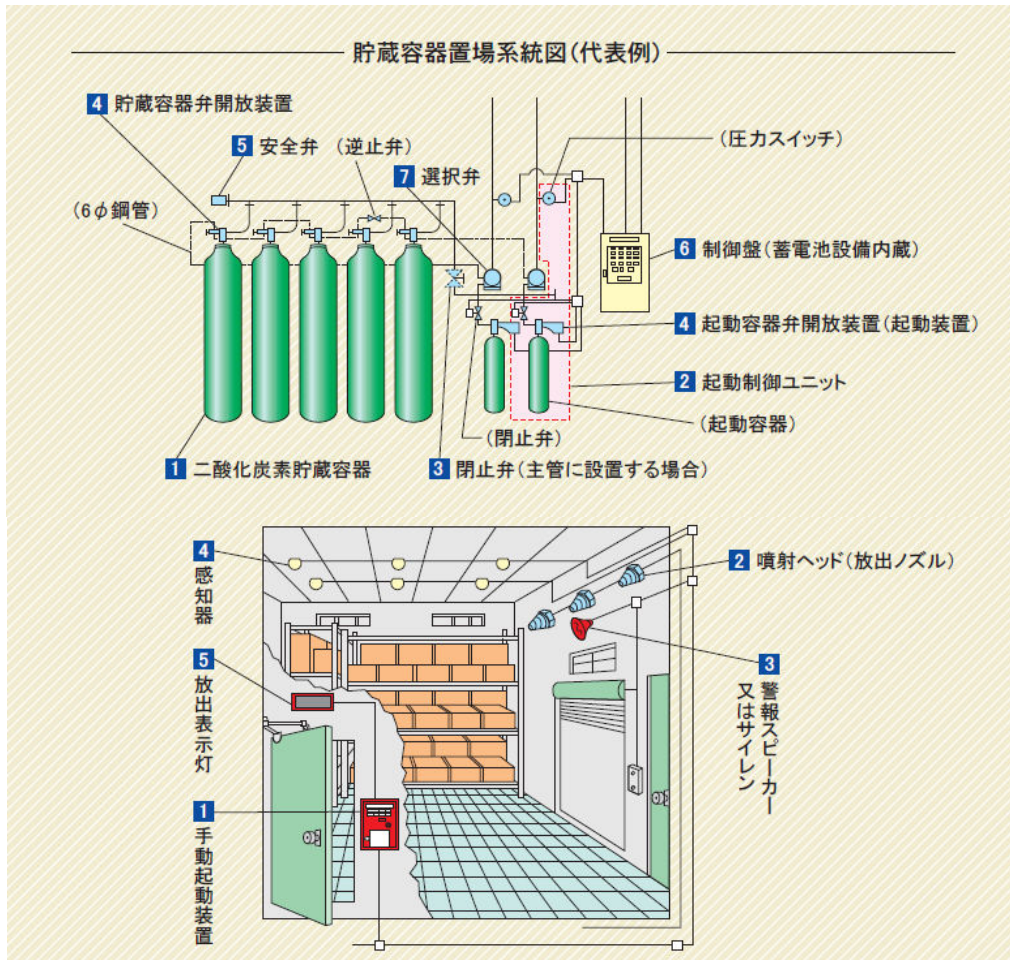 貯蔵容器置場系統図(代表例)
4 貯蔵容器弁開放装置
5 安全弁 (逆止弁)
(圧力スイッチ)
7 選択弁
(6φ鋼管)
6 制御盤(蓄電池設備内蔵)
4 起動容器弁開放装置(起動装置)
2 起動制御ユニット
(起動容器)
(閉止弁)
1 二酸化炭素貯蔵容器
3 閉止弁(主管に設置する場合)
4 感知器
2 噴射ヘッド(放出ノズル)
5 放出表示灯
3 警報スピーカー
又はサイレン
1 手動起動装置